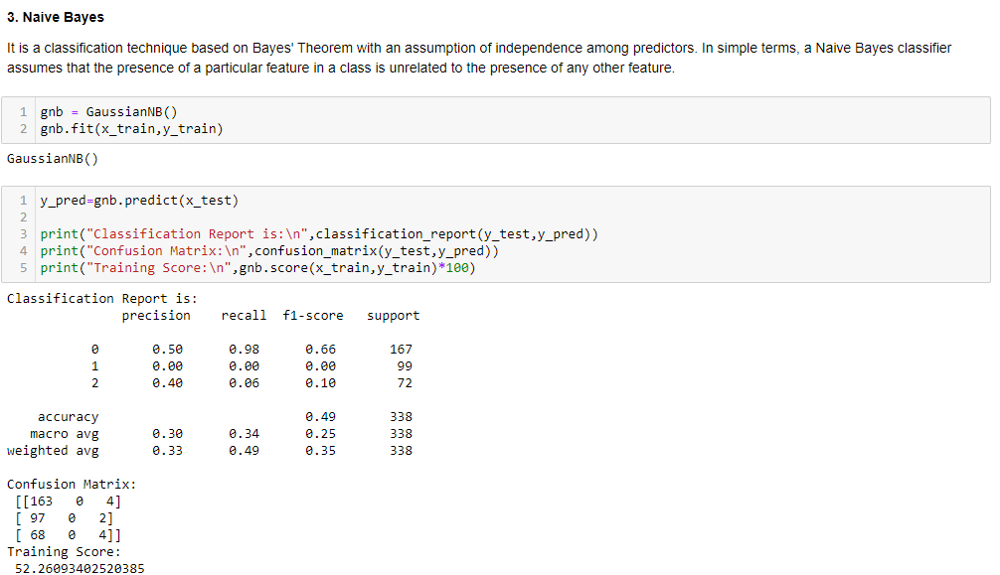 3. Naive Bayes
It is a classification technique based on Bayes' Theorem with an assumption of independence among predictors. In simple terms, a Naive Bayes classifier
assumes that the presence of a particular feature in a class is unrelated to the presence of any other feature.
1 gnb = GaussianNB()
2 gnb.fit(x_train,y_train)
GaussianNB()
1 y_pred=gnb.predict(x_test)
2
3 print("Classification Report is:\n",classification_report(y_test,y_pred))
4 print("Confusion Matrix:\n",confusion_matrix(y_test,y_pred))
5 print("Training Score:\n",gnb.score(x_train,y_train)*100)
Classification Report is:
precision recall f1-score support
0 0.50 0.98 0.66 167
1 0.00 0.00 0.00 99
2 0.40 0.06 0.10 72
accuracy 0.49 338
macro avg 0.30 0.34 0.25 338
weighted avg 0.33 0.49 0.35 338
Confusion Matrix:
[[163 0 4]
[ 97 0 2]
[ 68 0 4]]
Training Score:
52.26093402520385